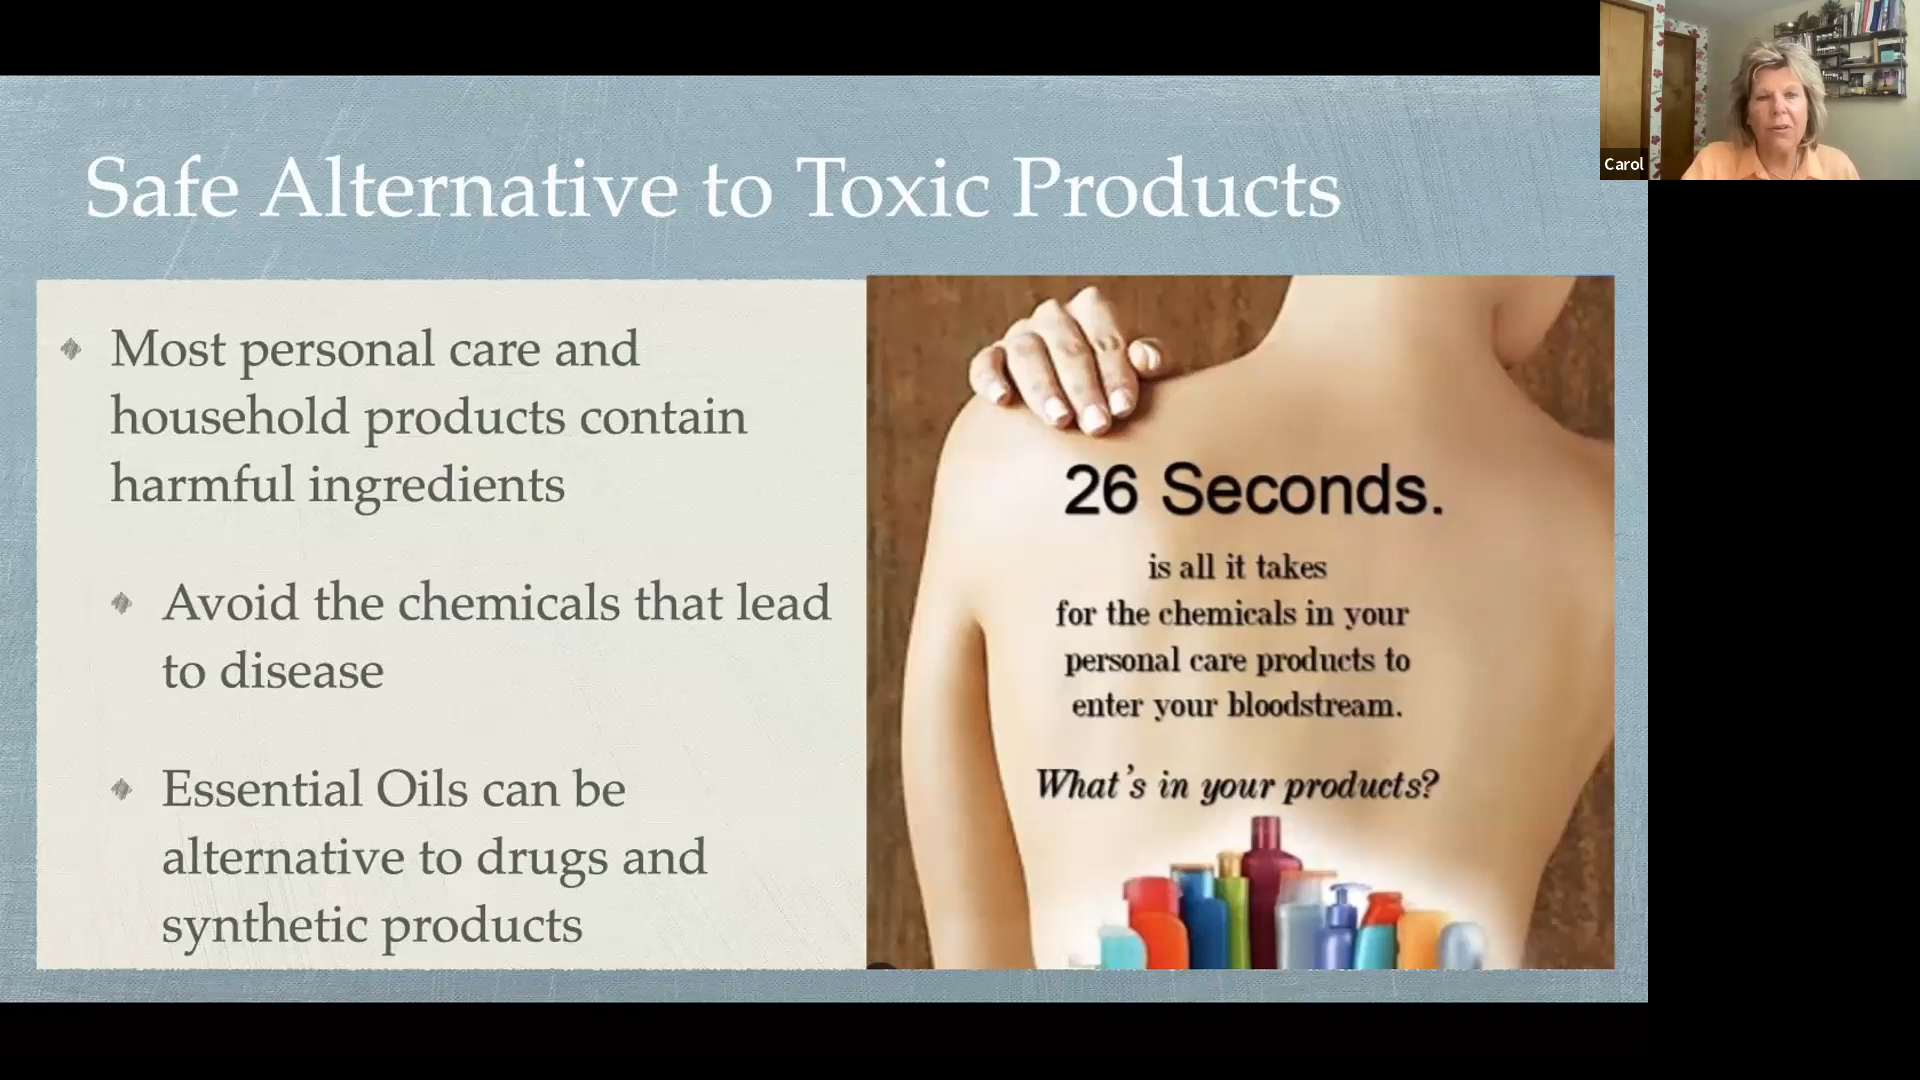 Safe Alternative to Toxic Products
Most personal care and
household products contain
harmful ingredients
Avoid the chemicals that lead
to disease
Essential Oils can be
alternative to drugs and
synthetic products
26 Seconds.
is all it takes
for the chemicals in your
personal care products to
enter your bloodstream.
What's in your products?
Carol